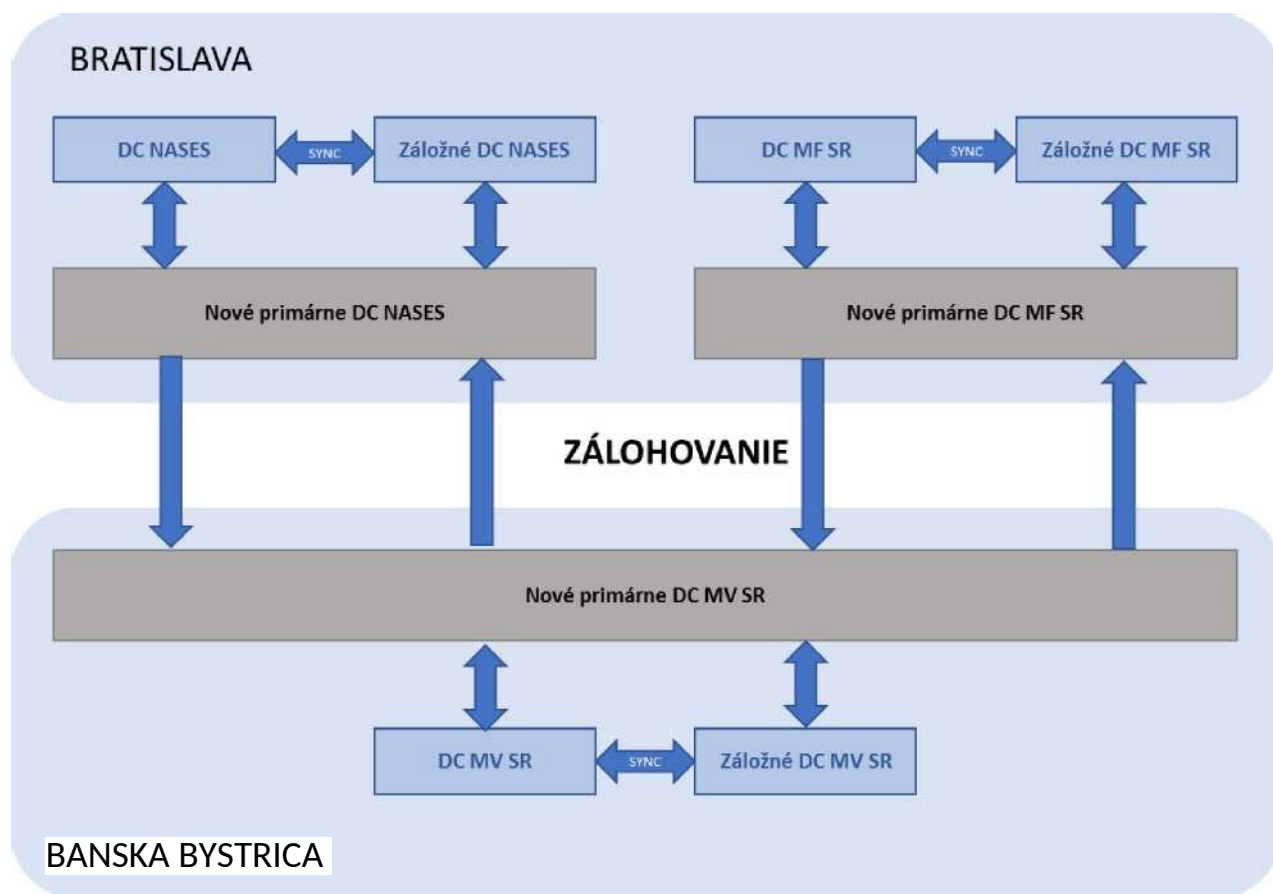 BRATISLAVA
DC NASES
SYNC
Záložné DC NASES
DC MF SR
SYNC
Záložné DC MF SR
Nové primárne DC NASES
Nové primárne DC MF SR
ZÁLOHOVANIE
Nové primárne DC MV SR
DC MV SR
SYNC
Záložné DC MV SR
BANSKA BYSTRICA